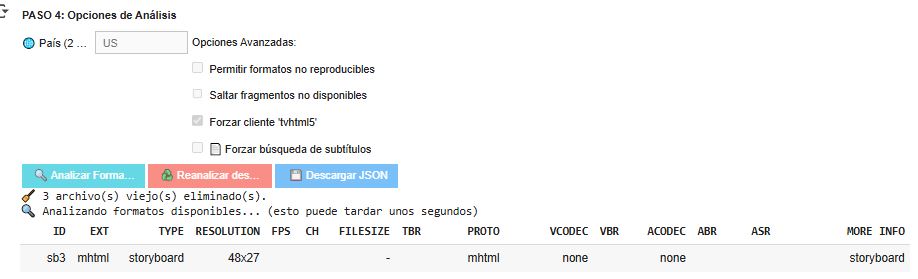 PASO 4: Opciones de Análisis
País (2 ... US Opciones Avanzadas:
Permitir formatos no reproducibles
Saltar fragmentos no disponibles
Forzar cliente 'tvhtml5'
Forzar búsqueda de subtítulos
Analizar Forma... Reanalizar des... Descargar JSON
3 archivo(s) viejo(s) eliminado(s).
Analizando formatos disponibles... (esto puede tardar unos segundos)
ID EXT TYPE RESOLUTION FPS CH FILESIZE TBR PROTO VCODEC VBR ACODEC ABR ASR MORE INFO
sb3 mhtml storyboard 48x27 - mhtml none none storyboard